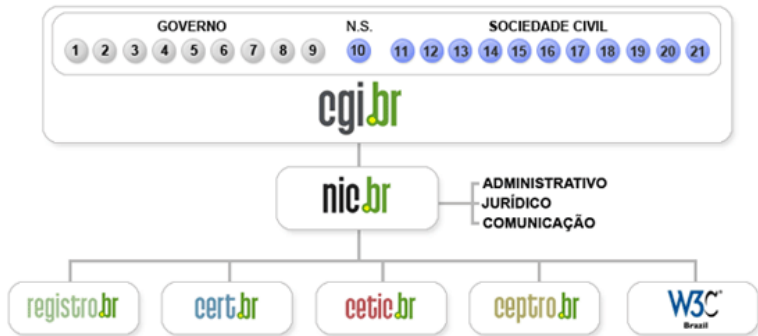 GOVERNO N.S. SOCIEDADE CIVIL
1 2 3 4 5 6 7 8 9 10 11 12 13 14 15 16 17 18 19 20 21
cgi.br
nic.br
ADMINISTRATIVO
JURÍDICO
COMUNICAÇÃO
registro.br cert.br cetic.br ceptro.br W3C®
Brazil